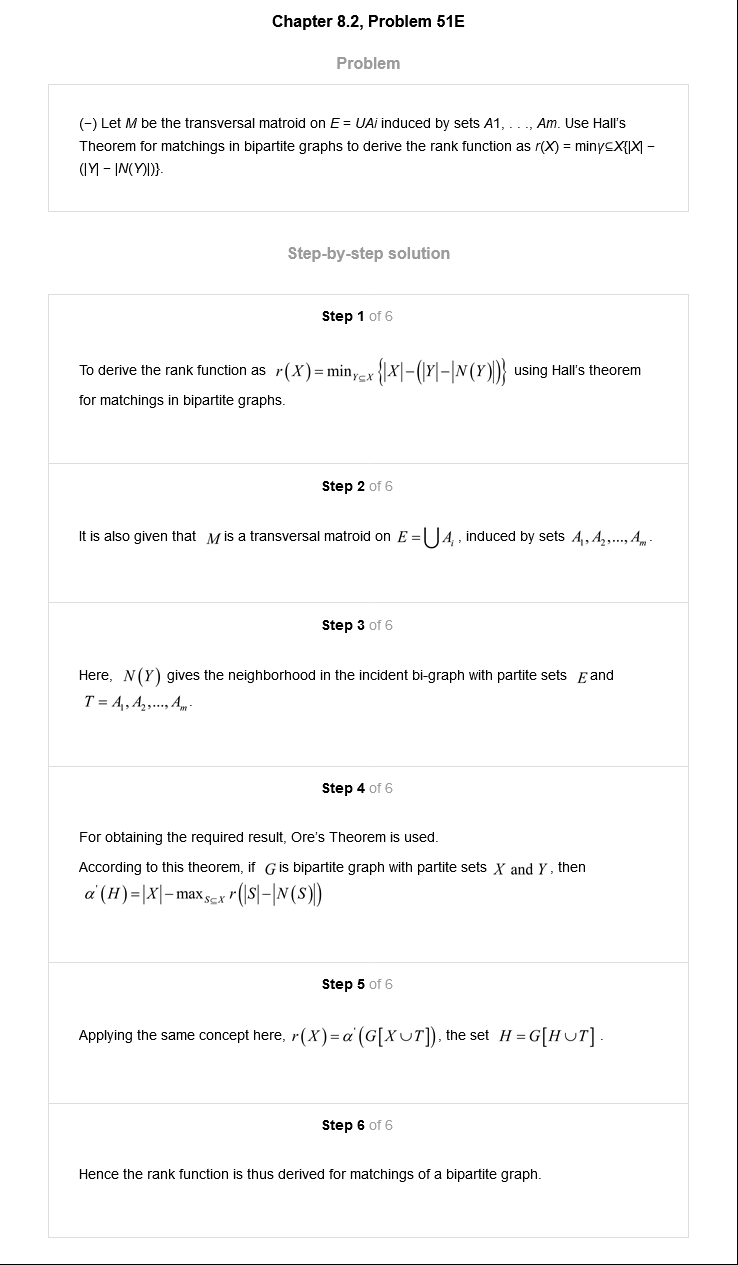 Chapter 8.2, Problem 51E
Problem
(−) Let M be the transversal matroid on E = UAi induced by sets A1, . . ., Am. Use Hall's
Theorem for matchings in bipartite graphs to derive the rank function as r(X) = minY⊆X{|X| −
(|Y| − |N(Y)|)}.
Step-by-step solution
Step 1 of 6
To derive the rank function as r(X) = min_{Y⊆X} {|X|−(|Y|−|N(Y)|)} using Hall's theorem
for matchings in bipartite graphs.
Step 2 of 6
It is also given that M is a transversal matroid on E = ⋃A_i , induced by sets A_1, A_2,..., A_m .
Step 3 of 6
Here, N(Y) gives the neighborhood in the incident bi-graph with partite sets E and
T = A_1, A_2,..., A_m .
Step 4 of 6
For obtaining the required result, Ore's Theorem is used.
According to this theorem, if G is bipartite graph with partite sets X and Y , then
α'(H) = |X| − max_{S⊆X} r(|S|−|N(S)|)
Step 5 of 6
Applying the same concept here, r(X) = α'(G[X∪T]), the set H = G[H∪T] .
Step 6 of 6
Hence the rank function is thus derived for matchings of a bipartite graph.